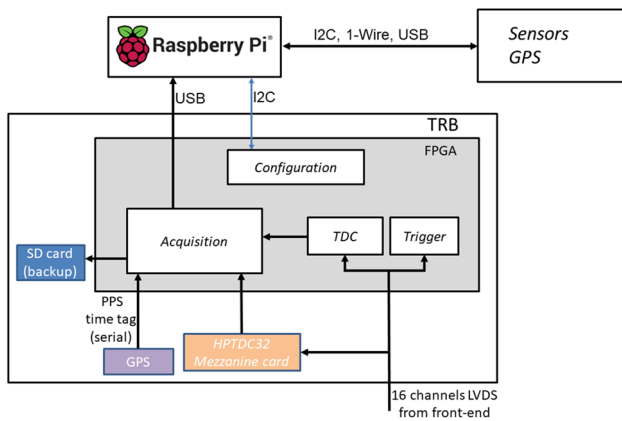 Raspberry Pi®
I2C, 1-Wire, USB
Sensors
GPS
USB
I2C
TRB
FPGA
Configuration
Acquisition
TDC
Trigger
SD card
(backup)
PPS
time tag
(serial)
GPS
HPTDC32
Mezzanine card
16 channels LVDS
from front-end